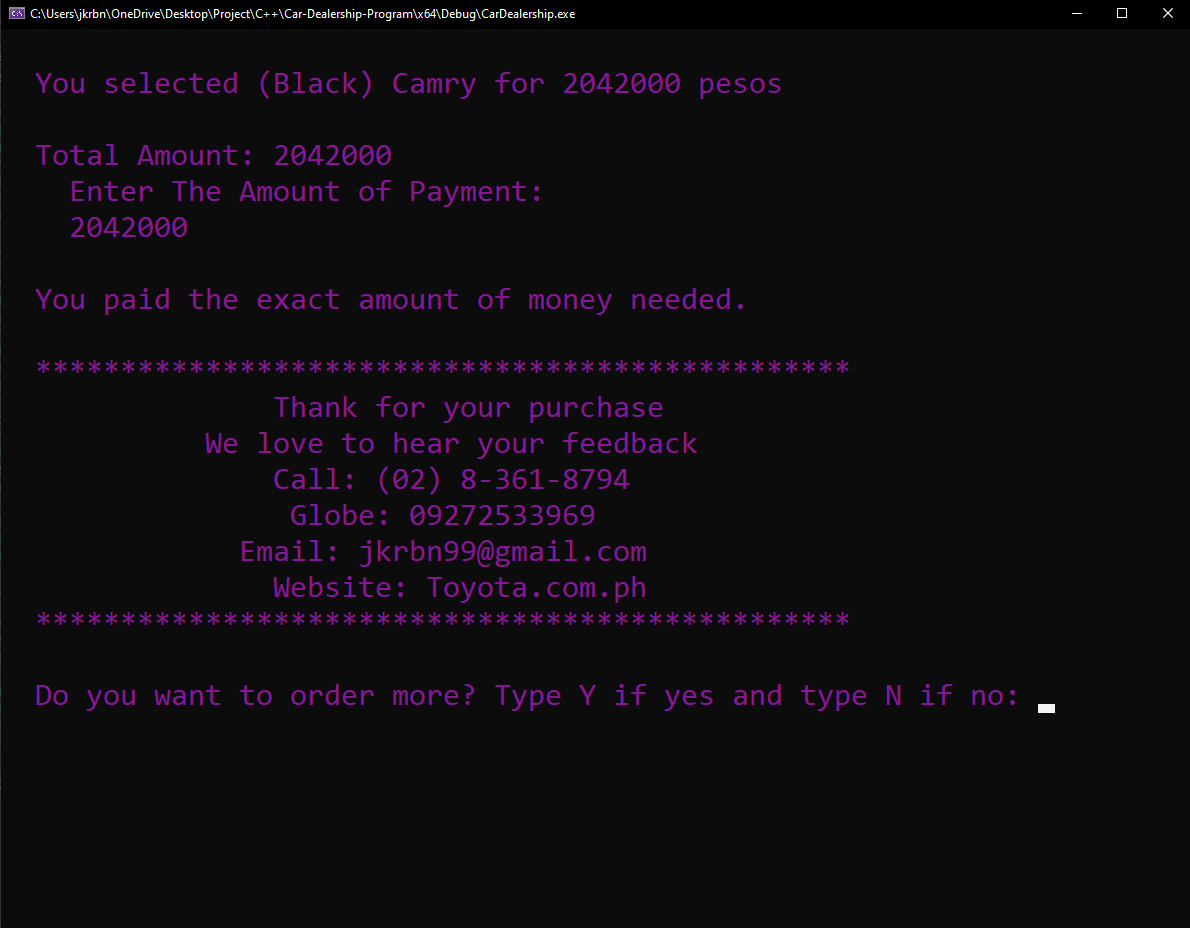 C:\Users\jkrbn\OneDrive\Desktop\Project\C++\Car-Dealership-Program\x64\Debug\CarDealership.exe
You selected (Black) Camry for 2042000 pesos
Total Amount: 2042000
Enter The Amount of Payment:
2042000
You paid the exact amount of money needed.
************************************************
Thank for your purchase
We love to hear your feedback
Call: (02) 8-361-8794
Globe: 09272533969
Email: jkrbn99@gmail.com
Website: Toyota.com.ph
************************************************
Do you want to order more? Type Y if yes and type N if no: